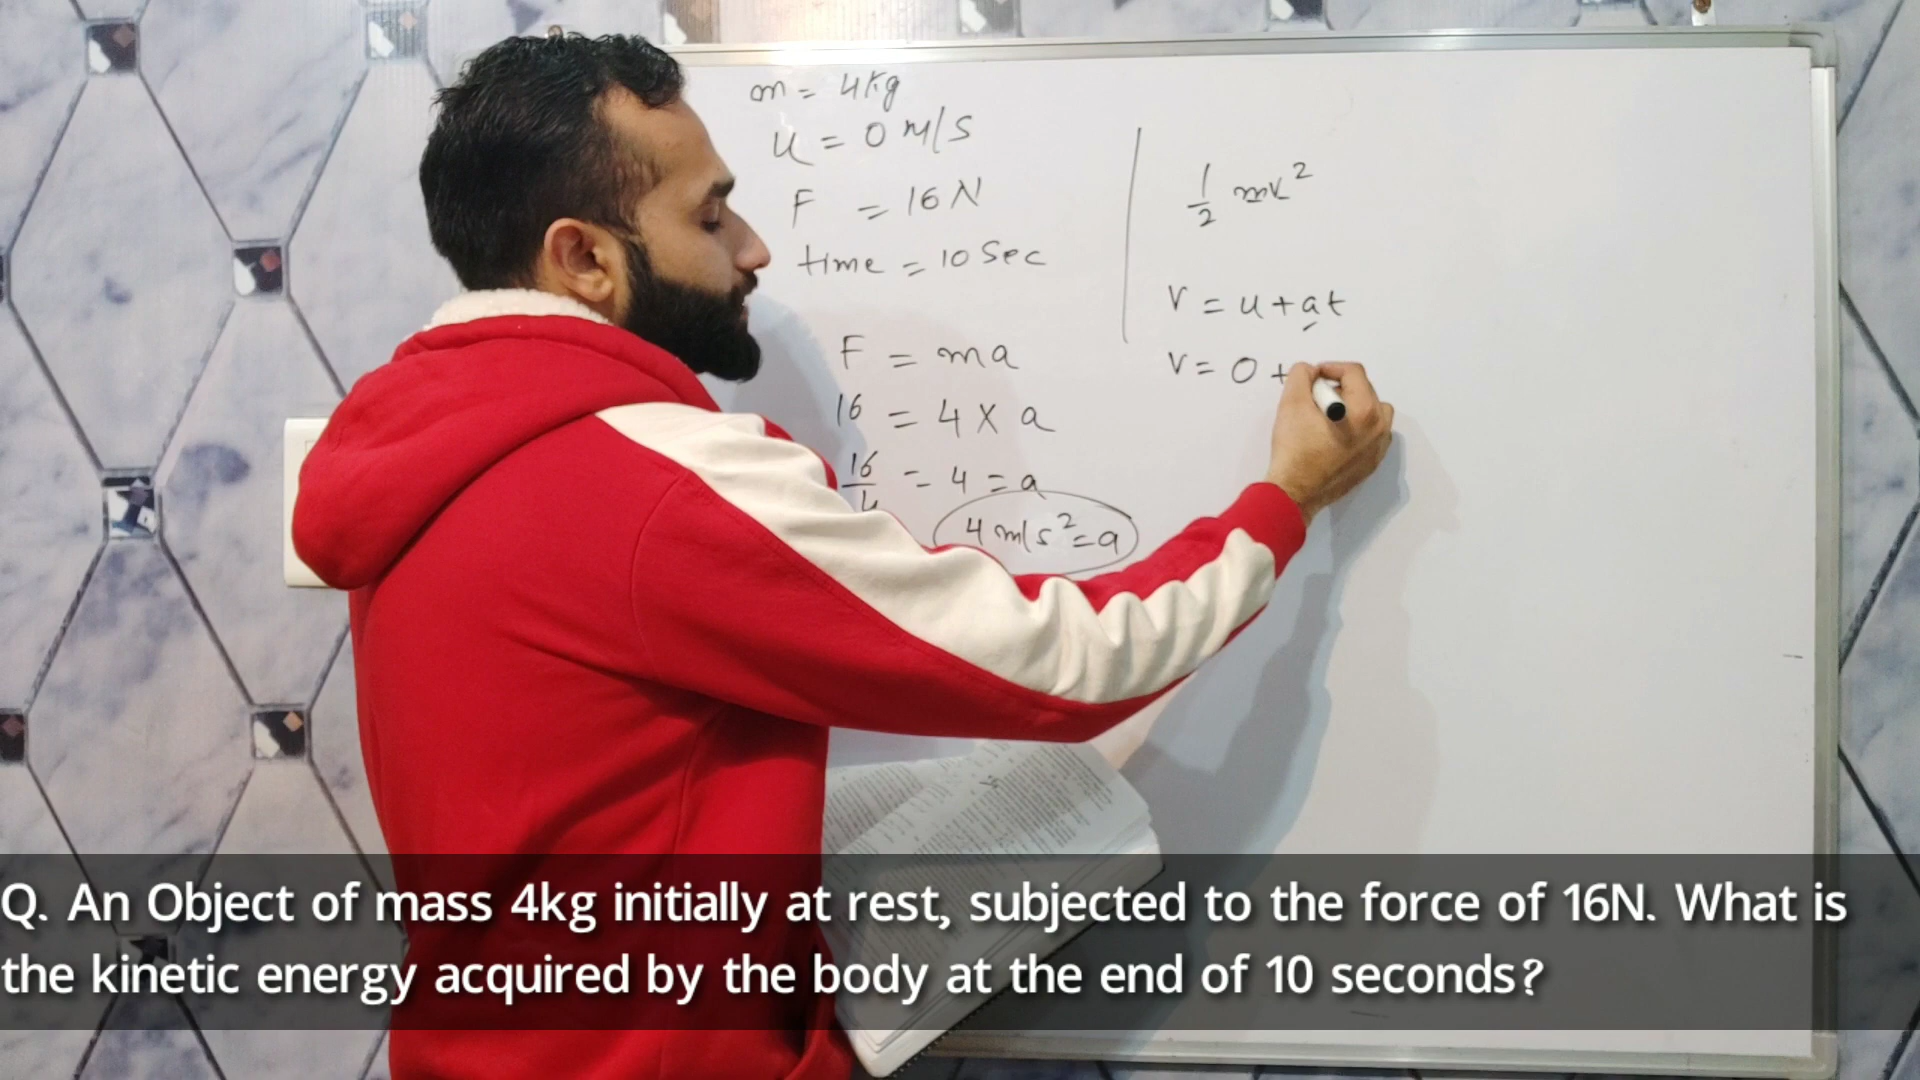 m = 4kg
u = 0 m/s
F = 16 N
time = 10 Sec
F = ma
16 = 4 x a
16/4 = 4 = a
4 m/s² = a
1/2 mv²
v = u + at
v = 0 +
Q. An Object of mass 4kg initially at rest, subjected to the force of 16N. What is
the kinetic energy acquired by the body at the end of 10 seconds?